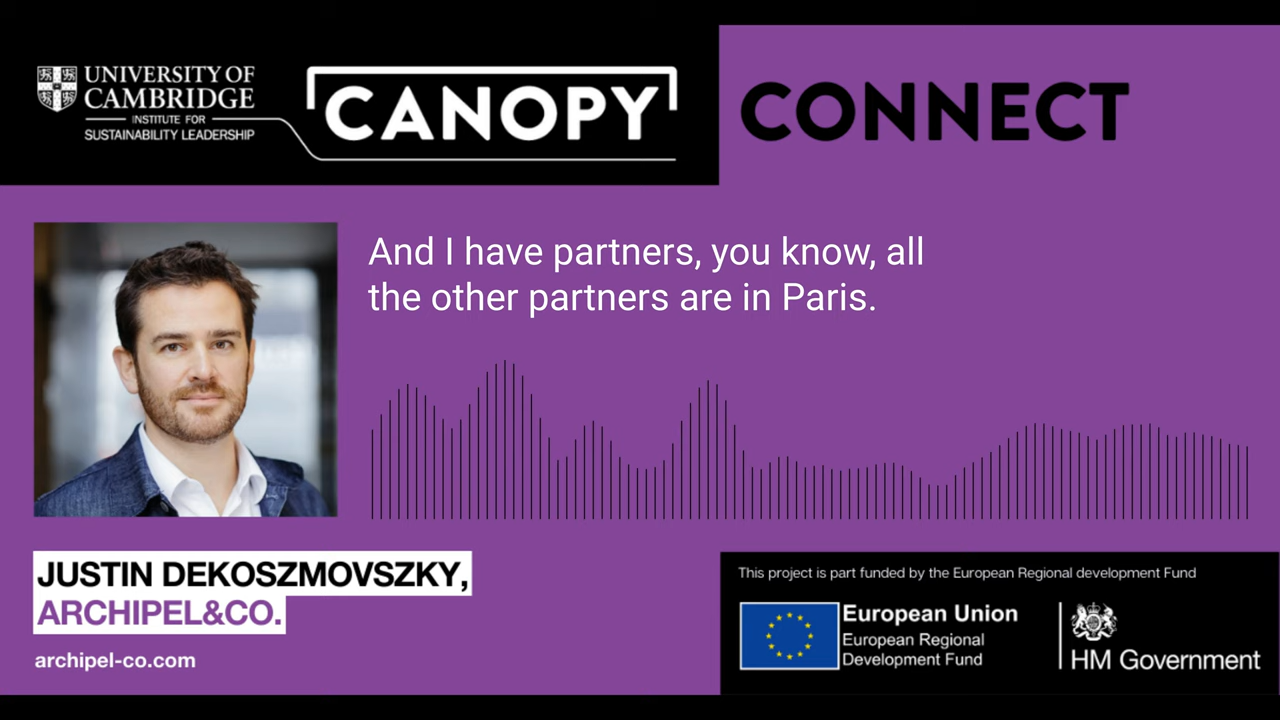 UNIVERSITY OF
CAMBRIDGE
INSTITUTE FOR
SUSTAINABILITY LEADERSHIP
CANOPY
CONNECT
And I have partners, you know, all
the other partners are in Paris.
JUSTIN DEKOSZMOVSZKY,
ARCHIPEL&CO.
archipel-co.com
This project is part funded by the European Regional development Fund
European Union
European Regional
Development Fund
HM Government